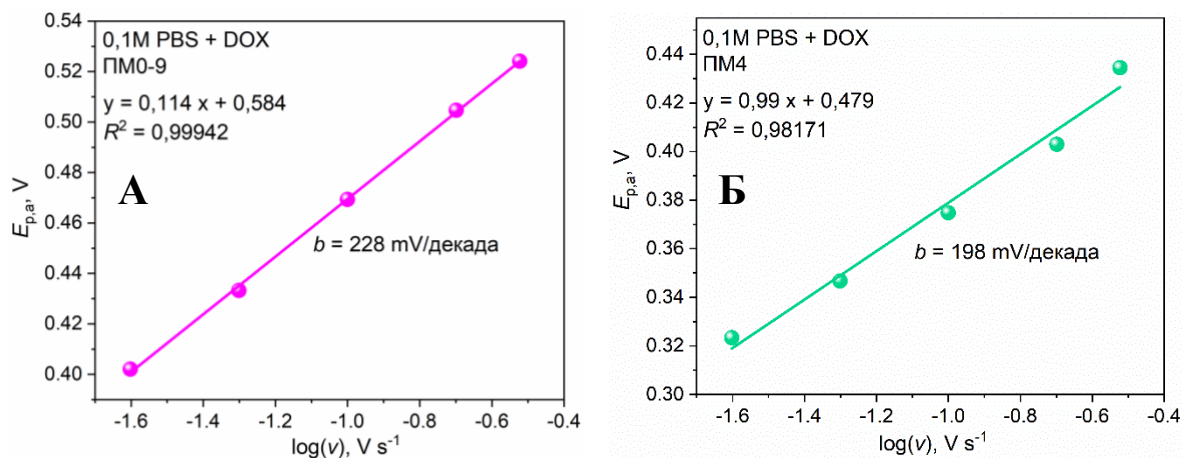 0,1M PBS + DOX
ПМ0-9
y = 0,114 x + 0,584
R² = 0,99942
А
b = 228 mV/декада
E p,a, V
0.54
0.52
0.50
0.48
0.46
0.44
0.42
0.40
-1.6 -1.4 -1.2 -1.0 -0.8 -0.6 -0.4
log(v), V s⁻¹
0,1M PBS + DOX
ПМ4
y = 0,99 x + 0,479
R² = 0,98171
Б
b = 198 mV/декада
E p,a, V
0.44
0.42
0.40
0.38
0.36
0.34
0.32
0.30
-1.6 -1.4 -1.2 -1.0 -0.8 -0.6 -0.4
log(v), V s⁻¹